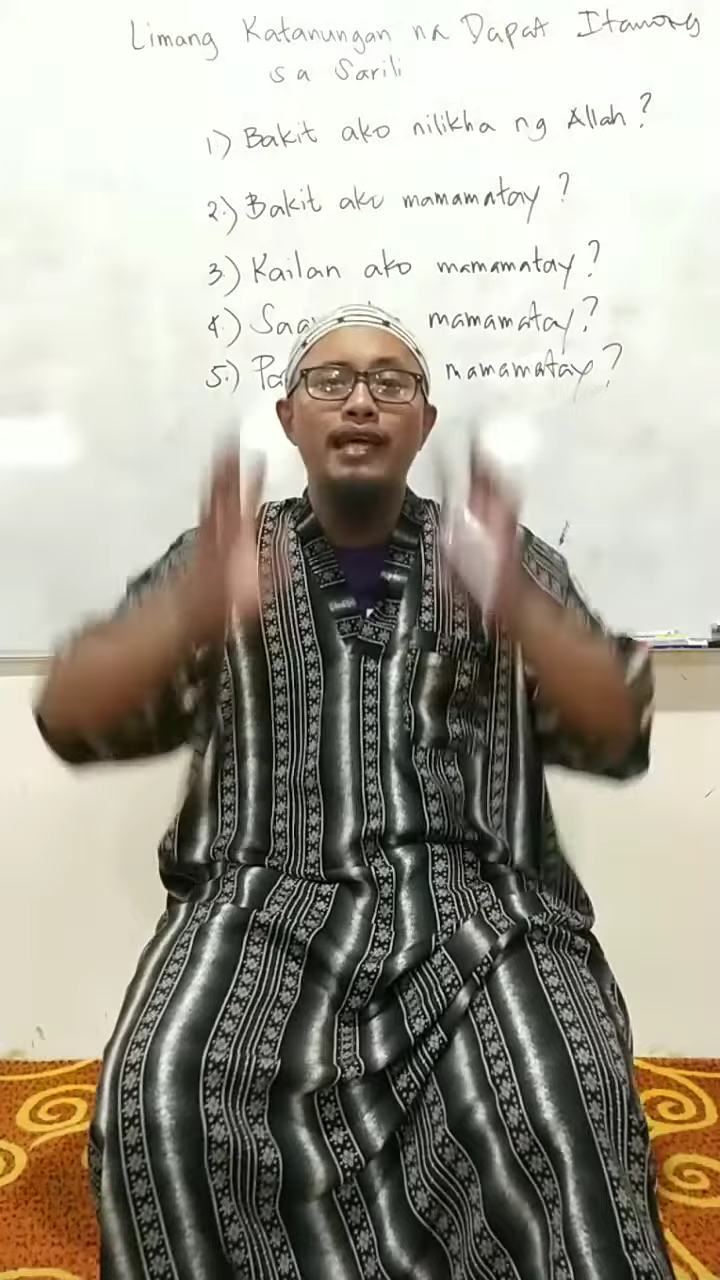 Limang Katanungan na Dapat Itanong
sa Sarili
1.) Bakit ako nilikha ng Allah?
2.) Bakit ako mamamatay?
3.) Kailan ako mamamatay?
4.) mamamatay?
5.) mamamatay?